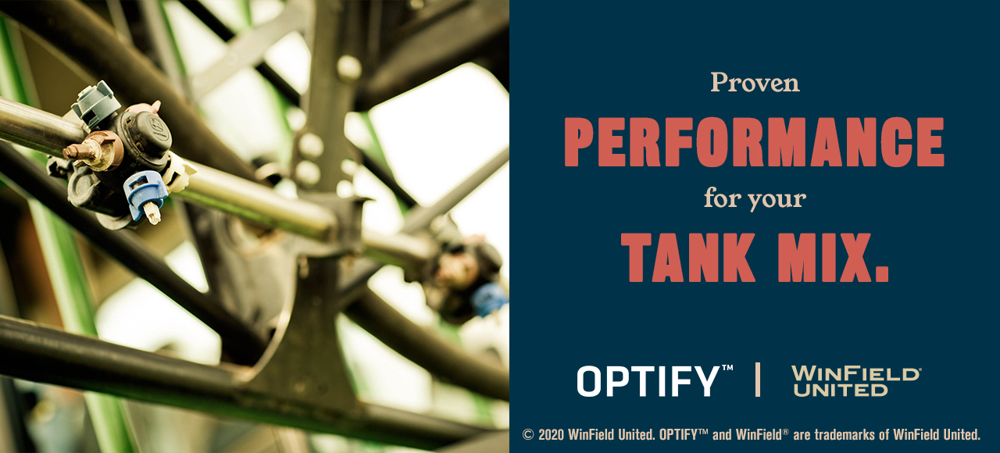 Proven
PERFORMANCE
for your
TANK MIX.
OPTIFY™ | WINFIELD®
UNITED
© 2020 WinField United. OPTIFY™ and WinField® are trademarks of WinField United.